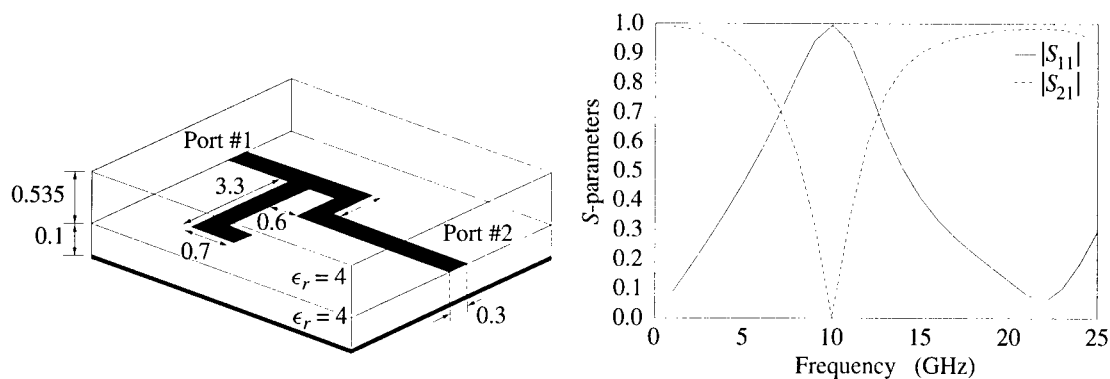 Port #1
3.3
0.535
0.6
0.1
0.7
Port #2
ϵr = 4
ϵr = 4
0.3
1.0
0.9
0.8
0.7
0.6
0.5
0.4
0.3
0.2
0.1
0.0
S-parameters
|S11|
|S21|
0 5 10 15 20 25
Frequency (GHz)